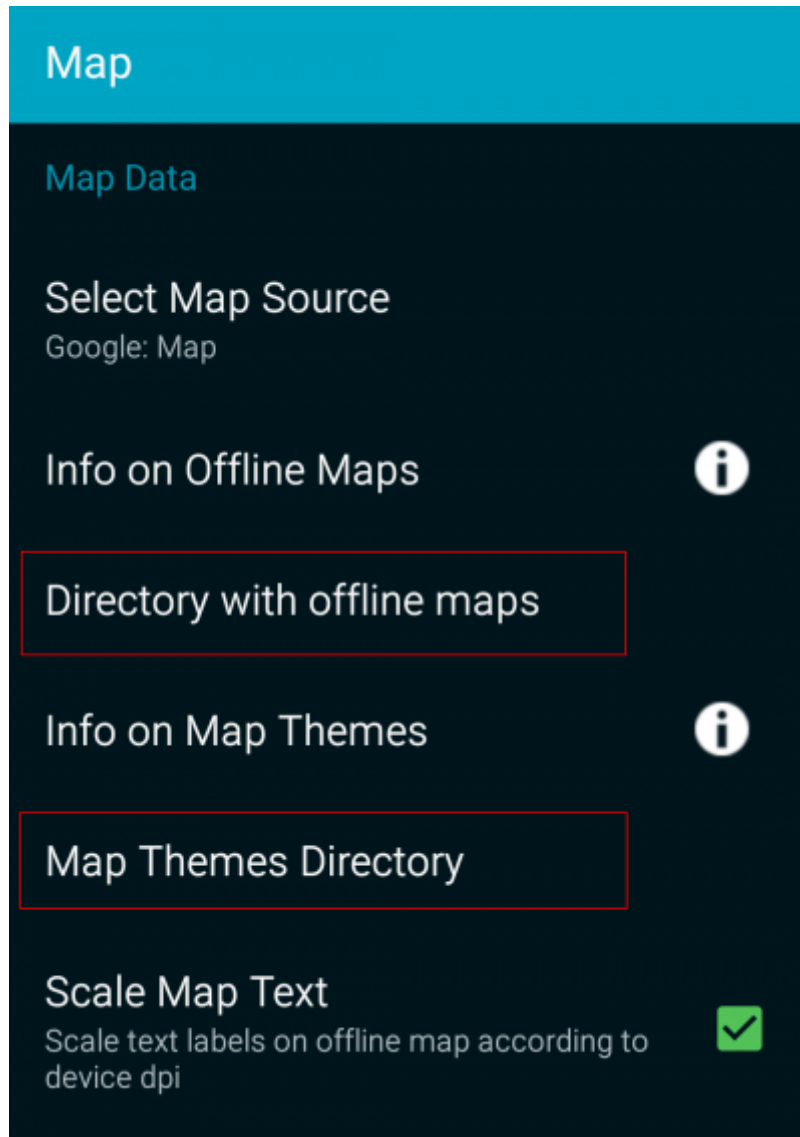 Map
Map Data
Select Map Source
Google: Map
Info on Offline Maps
Directory with offline maps
Info on Map Themes
Map Themes Directory
Scale Map Text
Scale text labels on offline map according to
device dpi